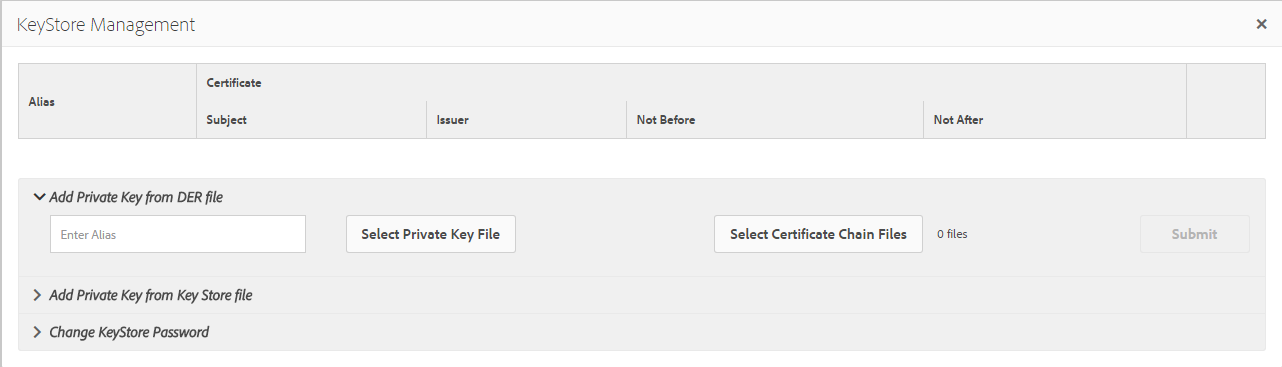 KeyStore Management
Certificate
Alias
Subject Issuer Not Before Not After
Add Private Key from DER file
Enter Alias Select Private Key File Select Certificate Chain Files 0 files Submit
Add Private Key from Key Store file
Change KeyStore Password